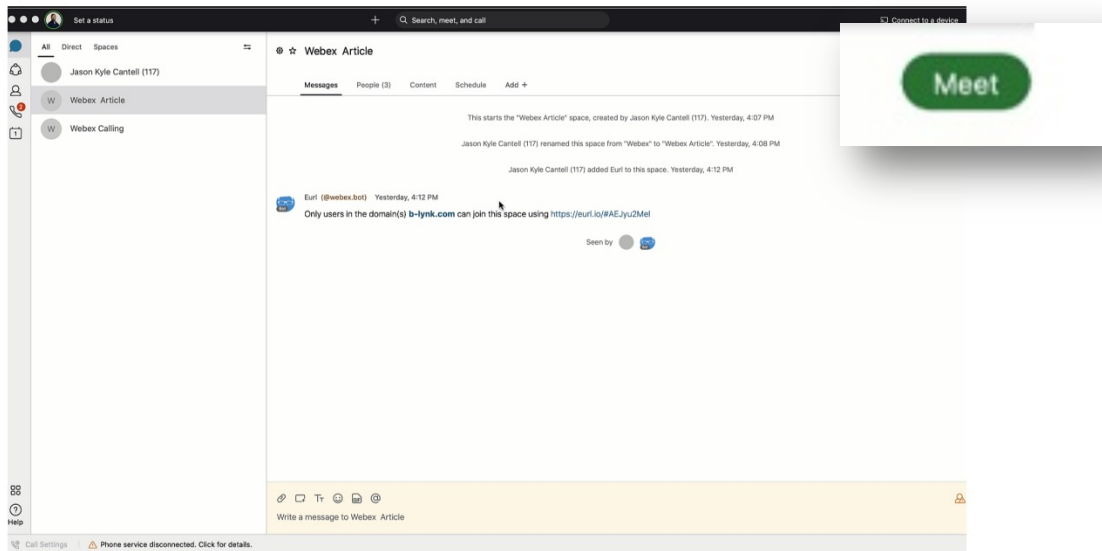 Set a status
Search, meet, and call
Connect to a device
Meet
All Direct Spaces
Jason Kyle Cantell (117)
W Webex Article
W Webex Calling
2
1
Webex Article
Messages People (3) Content Schedule Add +
This starts the "Webex Article" space, created by Jason Kyle Cantell (117). Yesterday, 4:07 PM
Jason Kyle Cantell (117) renamed this space from "Webex" to "Webex Article". Yesterday, 4:08 PM
Jason Kyle Cantell (117) added Eurl to this space. Yesterday, 4:12 PM
Eurl (@webex.bot) Yesterday, 4:12 PM
Only users in the domain(s) b-lynk.com can join this space using https://eurl.io/#AEJyu2MeI
Seen by
Write a message to Webex Article
Help
Call Settings Phone service disconnected. Click for details.